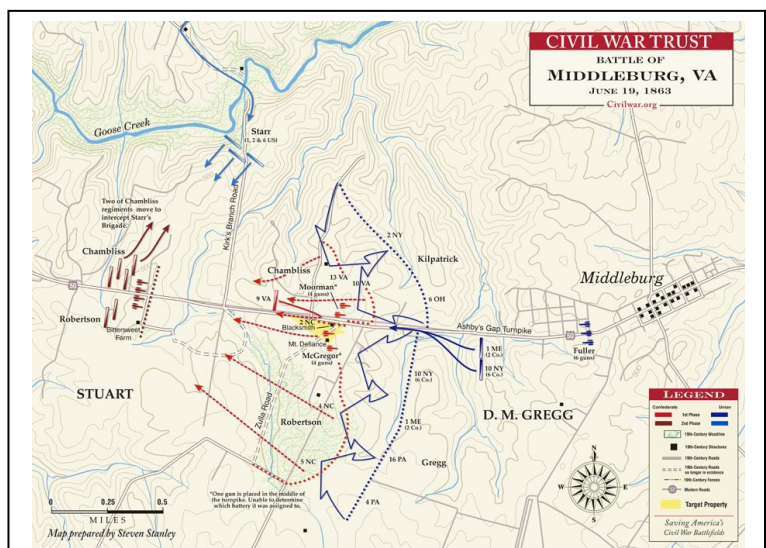 CIVIL WAR TRUST
BATTLE OF
MIDDLEBURG, VA
JUNE 19, 1863
Civilwar.org
Goose Creek
Starr
(1, 2 & 6 US)
Two of Chambliss
regiments move to
intercept Starr's
Brigade.
Chambliss
Kirk's Branch Road
2 NY
Kilpatrick
Chambliss
13 VA
Moorman*
(4 guns)
10 VA
9 VA
6 OH
Middleburg
50
Robertson
Bittersweet
Farm
2 NC
Blacksmith
Mt. Defiance
McGregor*
(4 guns)
Ashby's Gap Turnpike
50
1 ME
(2 Co.)
10 NY
(6 Co.)
Fuller
(6 guns)
10 NY
(6 Co.)
STUART
Zulla Road
4 NC
Robertson
1 ME
(2 Co.)
D. M. GREGG
5 NC
16 PA
Gregg
4 PA
*One gun is placed in the middle of
the turnpike. Unable to determine
which battery it was assigned to.
0
0.5
MILES
Map prepared by Steven Stanley
N
W
E
S
LEGEND
Confederate
Union
1st Phase
2nd Phase
19th-Century Woodline
19th-Century Structures
19th-Century Roads
19th-Century Roads
no longer in existence
19th-Century Fences
Modern Roads
Target Property
Saving America's
Civil War Battlefields